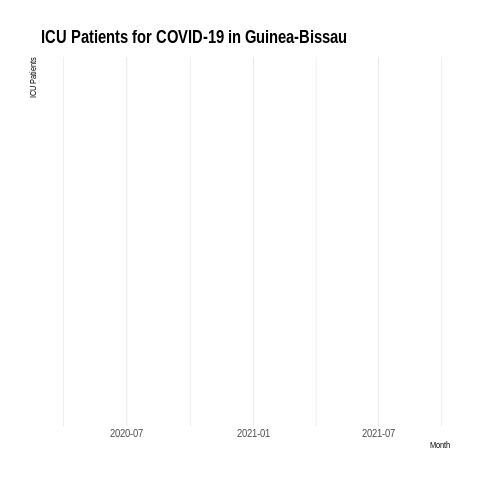 ICU Patients for COVID-19 in Guinea-Bissau
ICU Patients
2020-07
2021-01
2021-07
Month